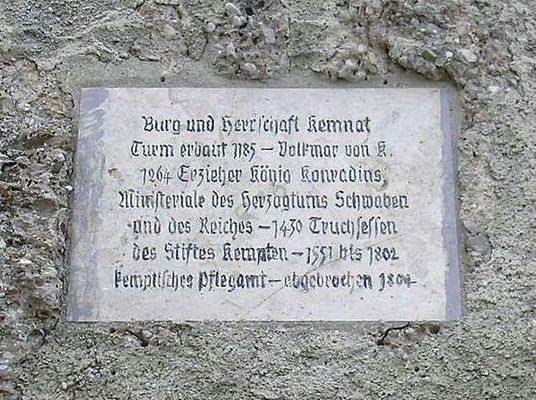 Burg und Herrschaft Kemnat
Turm erbaut 1185 – Volkmar von K.
1264 Erzieher König Konradins,
Ministeriale des Herzogtums Schwaben
und des Reiches – 1430 Truchsessen
des Stiftes Kempten – 1551 bis 1802
kemptisches Pflegamt – abgebrochen 1804